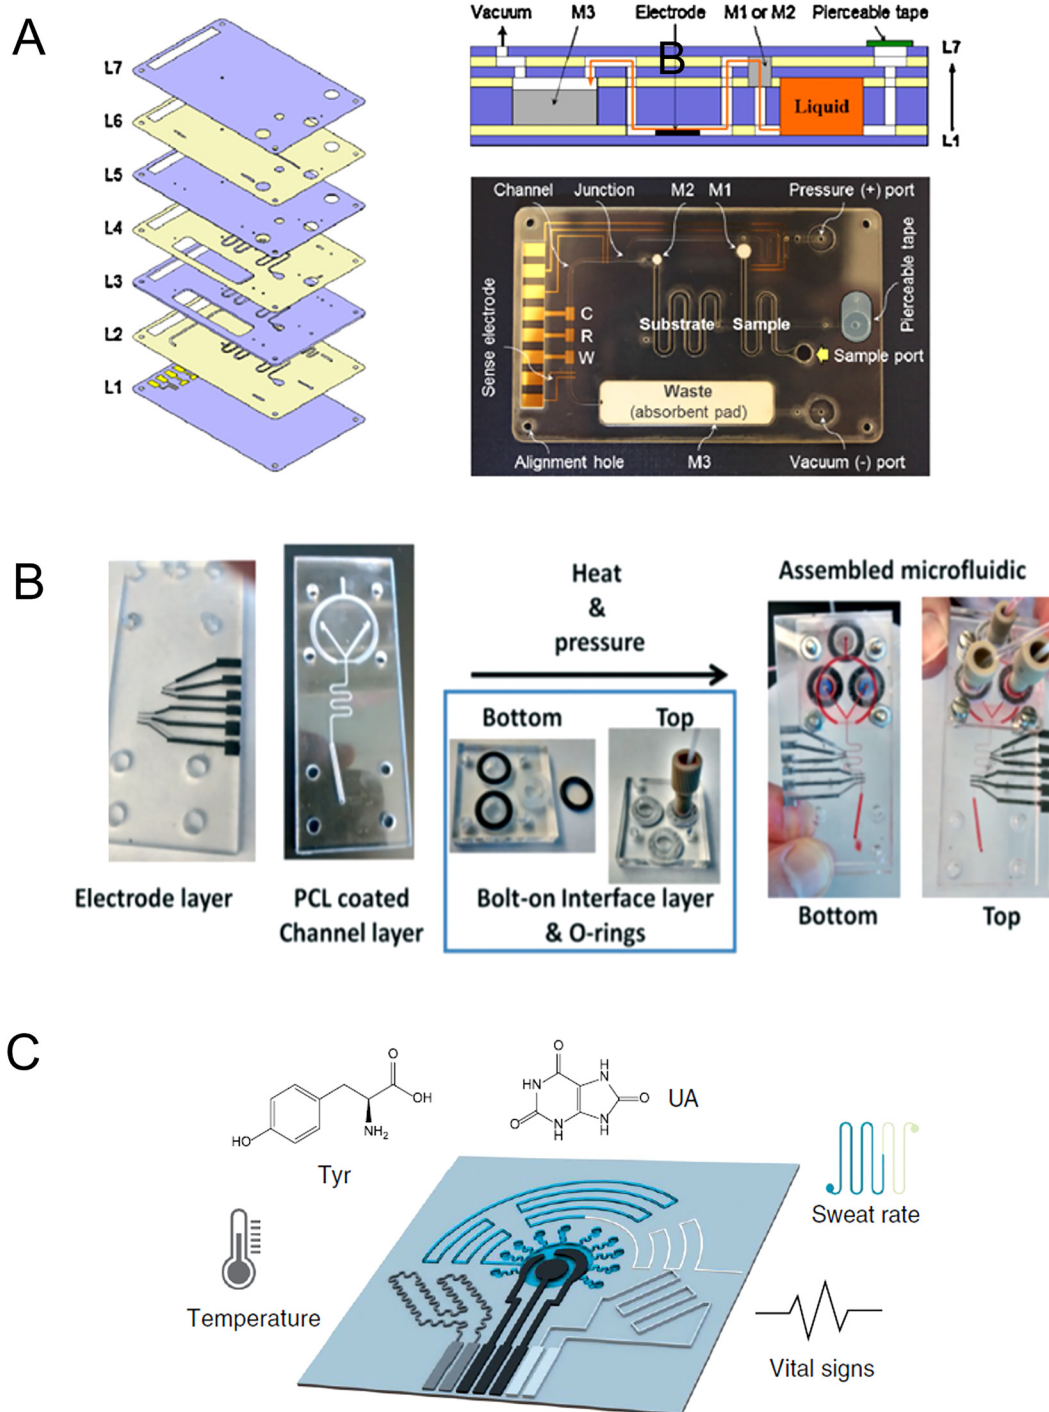 A
L7
L6
L5
L4
L3
L2
L1
Vacuum
M3
Electrode
M1 or M2
Pierceable tape
B
Liquid
L7
L1
Channel
Junction
M2
M1
Pressure (+) port
Pierceable tape
Sense electrode
C
R
W
Substrate
Sample
Sample port
Waste
(absorbent pad)
Alignment hole
M3
Vacuum (-) port
B
Heat
&
pressure
Assembled microfluidic
Bottom
Top
Electrode layer
PCL coated
Channel layer
Bolt-on Interface layer
& O-rings
Bottom
Top
C
O
OH
NH2
HO
Tyr
O
HN
O
N
H
H
N
N
H
O
UA
Sweat rate
Temperature
Vital signs